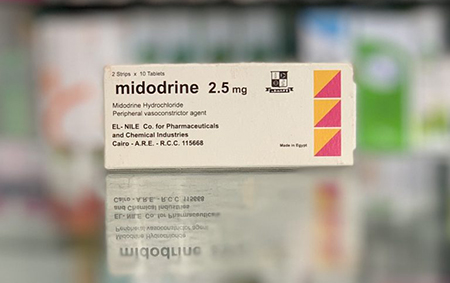 2 Strips x 10 Tablets
midodrine 2.5 mg
Midodrine Hydrochloride
Peripheral vasoconstrictor agent
EL- NILE Co. for Pharmaceuticals
and Chemical Industries
Cairo - A.R.E. - R.C.C. 115668
Made in Egypt